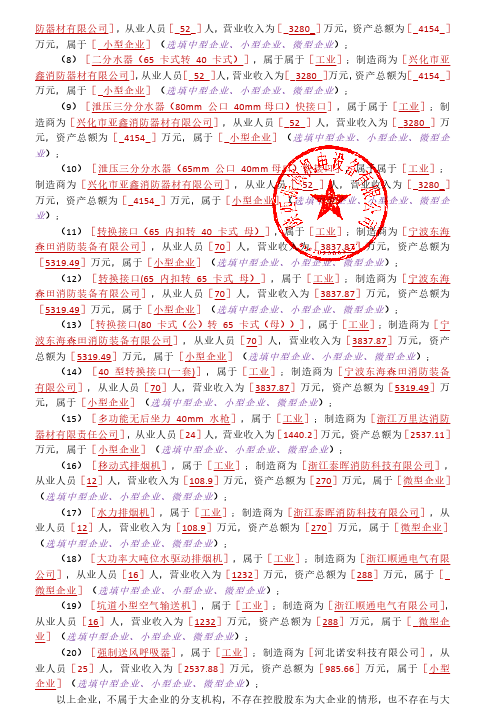 防器材有限公司］，从业人员［_52_］人，营业收入为［_3280_］万元，资产总额为［_4154_］
万元，属于［_小型企业］（选填中型企业、小型企业、微型企业）；
（8）［二分水器（65 卡式转 40 卡式）］，属于属于［工业］；制造商为［兴化市亚
鑫消防器材有限公司］，从业人员［_52_］人，营业收入为［_3280_］万元，资产总额为［_4154_］
万元，属于［_小型企业］（选填中型企业、小型企业、微型企业）；
（9）［泄压三分分水器（80mm 公口 40mm 母口）快接口］，属于属于［工业］；制
造商为［兴化市亚鑫消防器材有限公司］，从业人员［_52_］人，营业收入为［_3280_］万
元，资产总额为［_4154_］万元，属于［_小型企业］（选填中型企业、小型企业、微型企
业）；
（10）［泄压三分分水器（65mm 公口 40mm 母 属于［工业］；
制造商为［兴化市亚鑫消防器材有限公司］，从业人员［_52_］人，营业收入为［_3280_］
万元，资产总额为［_4154_］万元，属于［小型企业］（选填中型企业、小型企业、微型企
业）；
（11）［转换接口（65 内扣转 40 卡式 母）］，属于［工业］；制造商为［宁波东海
森田消防装备有限公司］，从业人员［70］人，营业收入为［3837.87］万元，资产总额为
［5319.49］万元，属于［小型企业］（选填中型企业、小型企业、微型企业）；
（12）［转换接口(65 内扣转 65 卡式 母）］，属于［工业］；制造商为［宁波东海
森田消防装备有限公司］，从业人员［70］人，营业收入为［3837.87］万元，资产总额为
［5319.49］万元，属于［小型企业］（选填中型企业、小型企业、微型企业）；
（13）［转换接口(80 卡式（公）转 65 卡式（母））］，属于［工业］；制造商为［宁
波东海森田消防装备有限公司］，从业人员［70］人，营业收入为［3837.87］万元，资产
总额为［5319.49］万元，属于［小型企业］（选填中型企业、小型企业、微型企业）；
（14）［40 型转换接口(一套)］，属于［工业］；制造商为［宁波东海森田消防装备
有限公司］，从业人员［70］人，营业收入为［3837.87］万元，资产总额为［5319.49］万
元，属于［小型企业］（选填中型企业、小型企业、微型企业）；
（15）［多功能无后坐力 40mm 水枪］，属于［工业］；制造商为［浙江万里达消防
器材有限责任公司］，从业人员［24］人，营业收入为［1440.2］万元，资产总额为［2537.11］
万元，属于［小型企业］（选填中型企业、小型企业、微型企业）；
（16）［移动式排烟机］，属于［工业］；制造商为［浙江泰晖消防科技有限公司］，
从业人员［12］人，营业收入为［108.9］万元，资产总额为［270］万元，属于［微型企业］
（选填中型企业、小型企业、微型企业）；
（17）［水力排烟机］，属于［工业］；制造商为［浙江泰晖消防科技有限公司］，从
业人员［12］人，营业收入为［108.9］万元，资产总额为［270］万元，属于［微型企业］
（选填中型企业、小型企业、微型企业）；
（18）［大功率大吨位水驱动排烟机］，属于［工业］；制造商为［浙江顺通电气有限
公司］，从业人员［16］人，营业收入为［1232］万元，资产总额为［288］万元，属于［_
微型企业］（选填中型企业、小型企业、微型企业）；
（19）［坑道小型空气输送机］，属于［工业］；制造商为［浙江顺通电气有限公司］，
从业人员［16］人，营业收入为［1232］万元，资产总额为［288］万元，属于［_微型企
业］（选填中型企业、小型企业、微型企业）；
（20）［强制送风呼吸器］，属于［工业］；制造商为［河北诺安科技有限公司］，从
业人员［25］人，营业收入为［2537.88］万元，资产总额为［985.66］万元，属于［小型
企业］（选填中型企业、小型企业、微型企业）；
以上企业，不属于大企业的分支机构，不存在控股股东为大企业的情形，也不存在与大